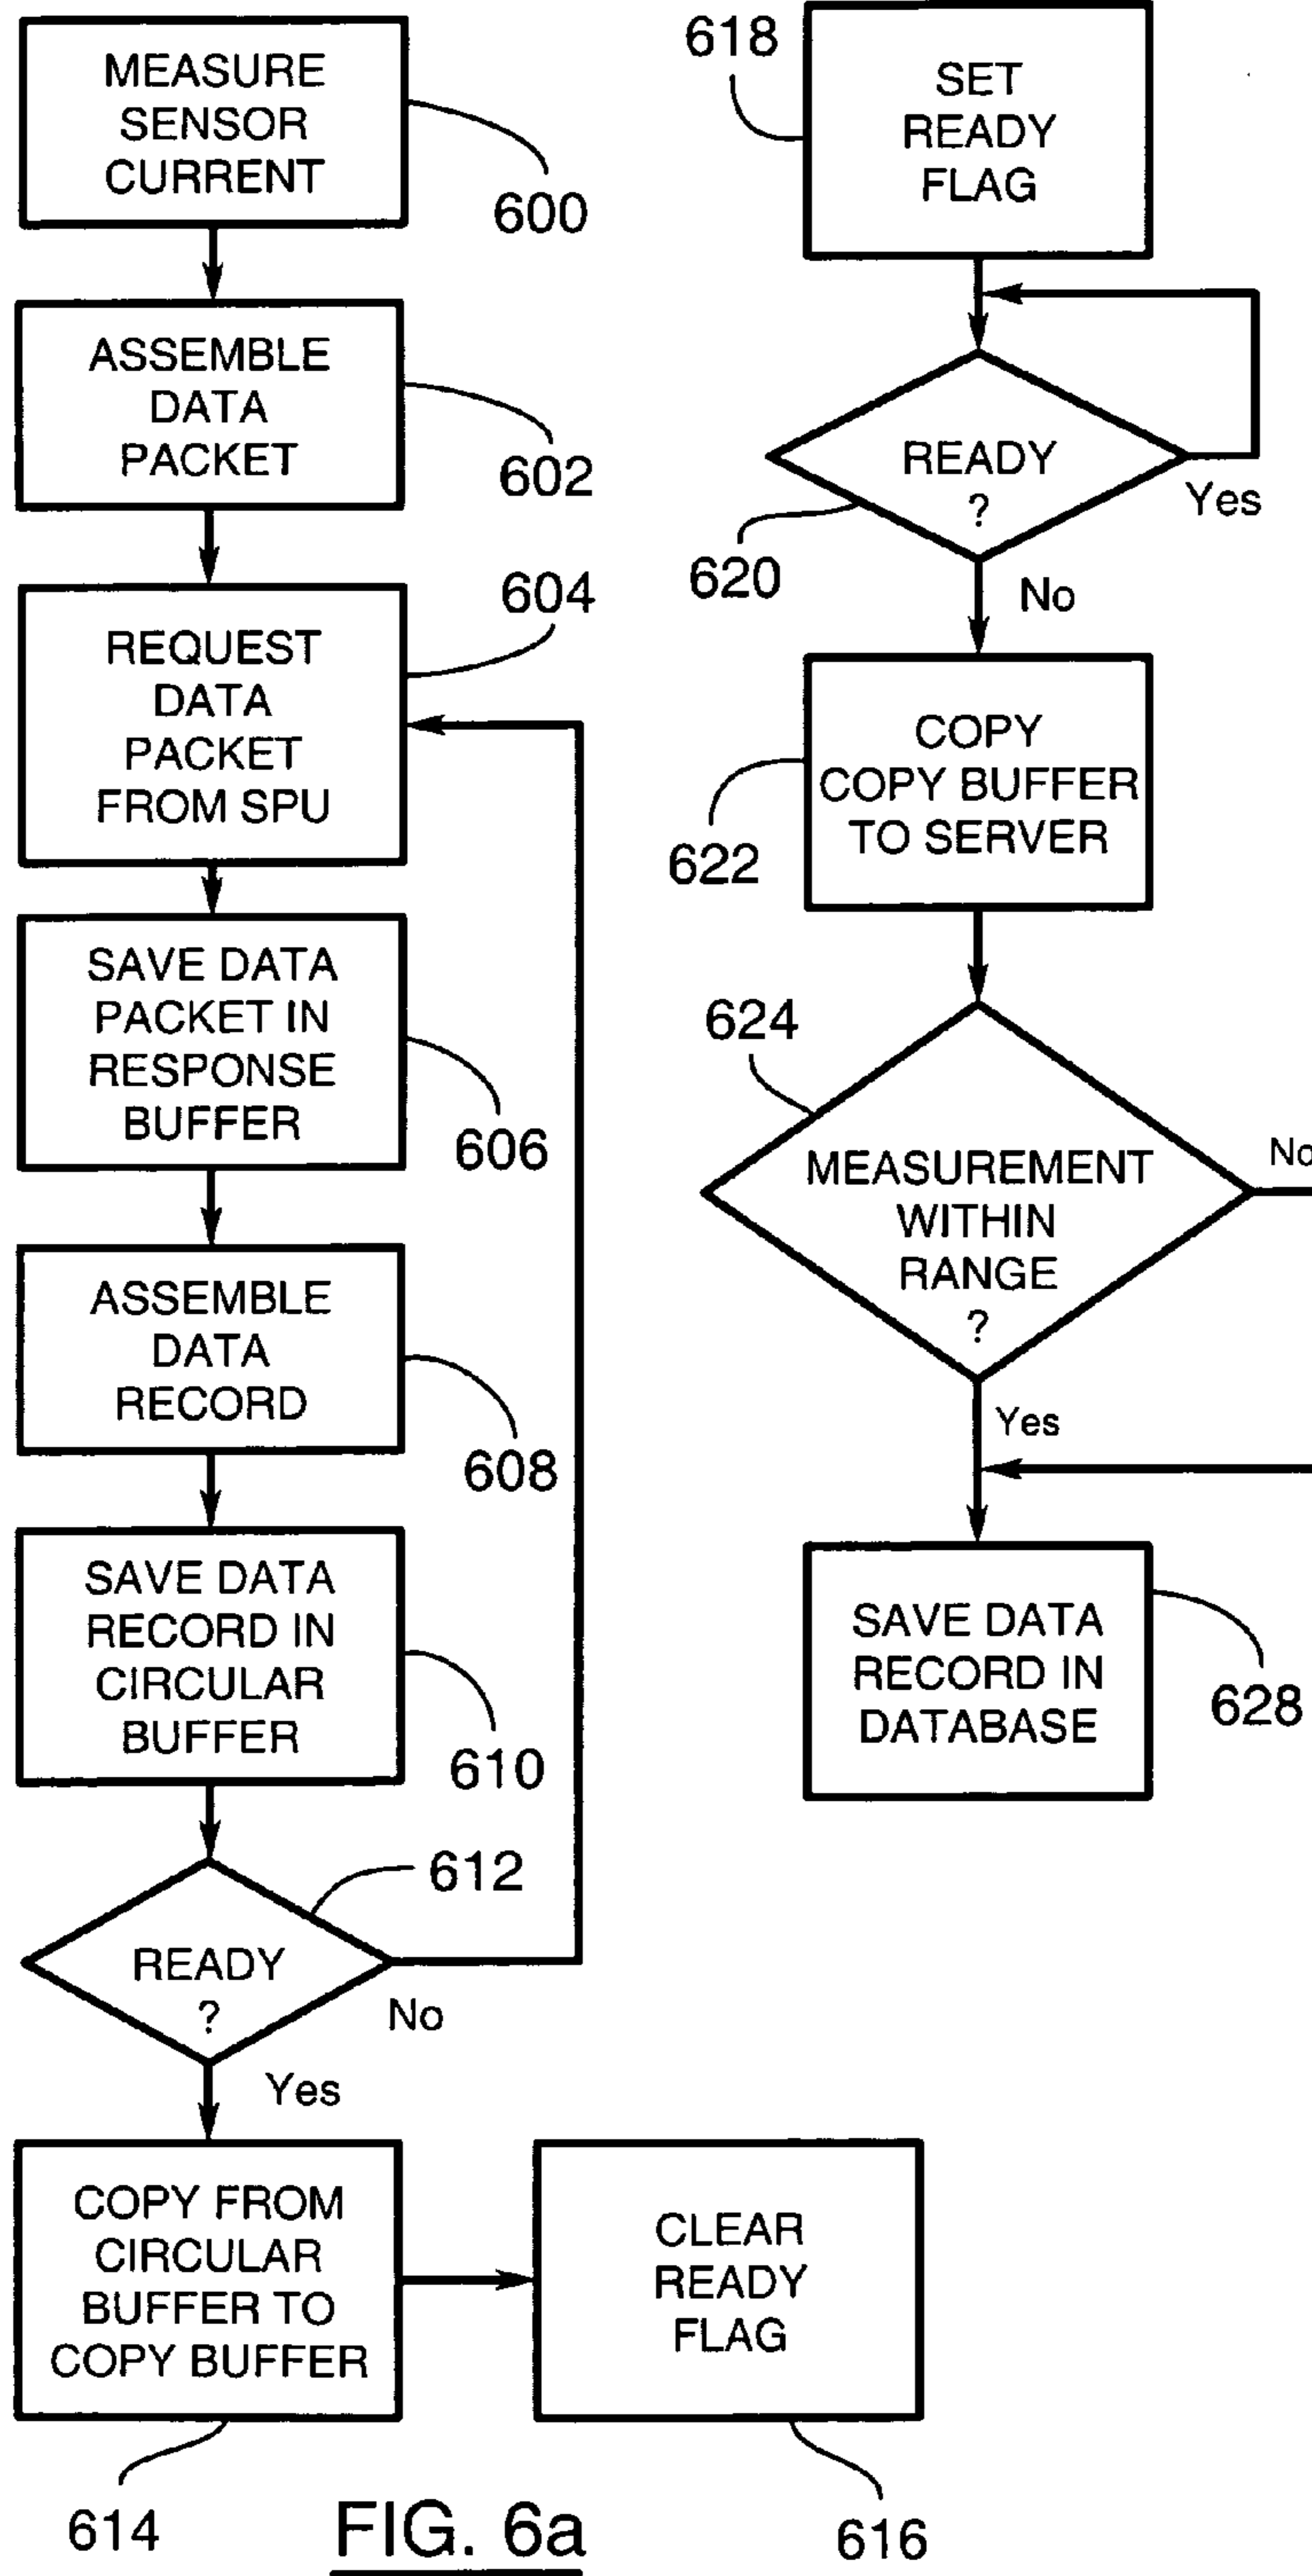 MEASURE
SENSOR
CURRENT
600
ASSEMBLE
DATA
PACKET
602
604
REQUEST
DATA
PACKET
FROM SPU
SAVE DATA
PACKET IN
RESPONSE
BUFFER
606
ASSEMBLE
DATA
RECORD
608
SAVE DATA
RECORD IN
CIRCULAR
BUFFER
610
612
READY
?
No
Yes
COPY FROM
CIRCULAR
BUFFER TO
COPY BUFFER
614
CLEAR
READY
FLAG
616
618
SET
READY
FLAG
READY
?
Yes
620
No
COPY
COPY BUFFER
TO SERVER
622
624
MEASUREMENT
WITHIN
RANGE
?
No
Yes
SAVE DATA
RECORD IN
DATABASE
628
FIG. 6a